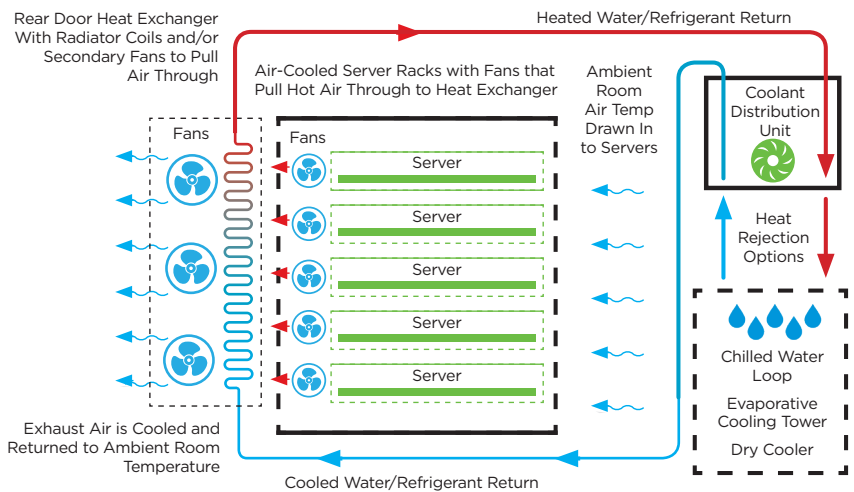 Rear Door Heat Exchanger
With Radiator Coils and/or
Secondary Fans to Pull
Air Through
Heated Water/Refrigerant Return
Air-Cooled Server Racks with Fans that
Pull Hot Air Through to Heat Exchanger
Ambient
Room
Air Temp
Drawn In
to Servers
Coolant
Distribution
Unit
Fans
Fans
Server
Server
Server
Server
Server
Heat
Rejection
Options
Chilled Water
Loop
Evaporative
Cooling Tower
Dry Cooler
Exhaust Air is Cooled and
Returned to Ambient Room
Temperature
Cooled Water/Refrigerant Return